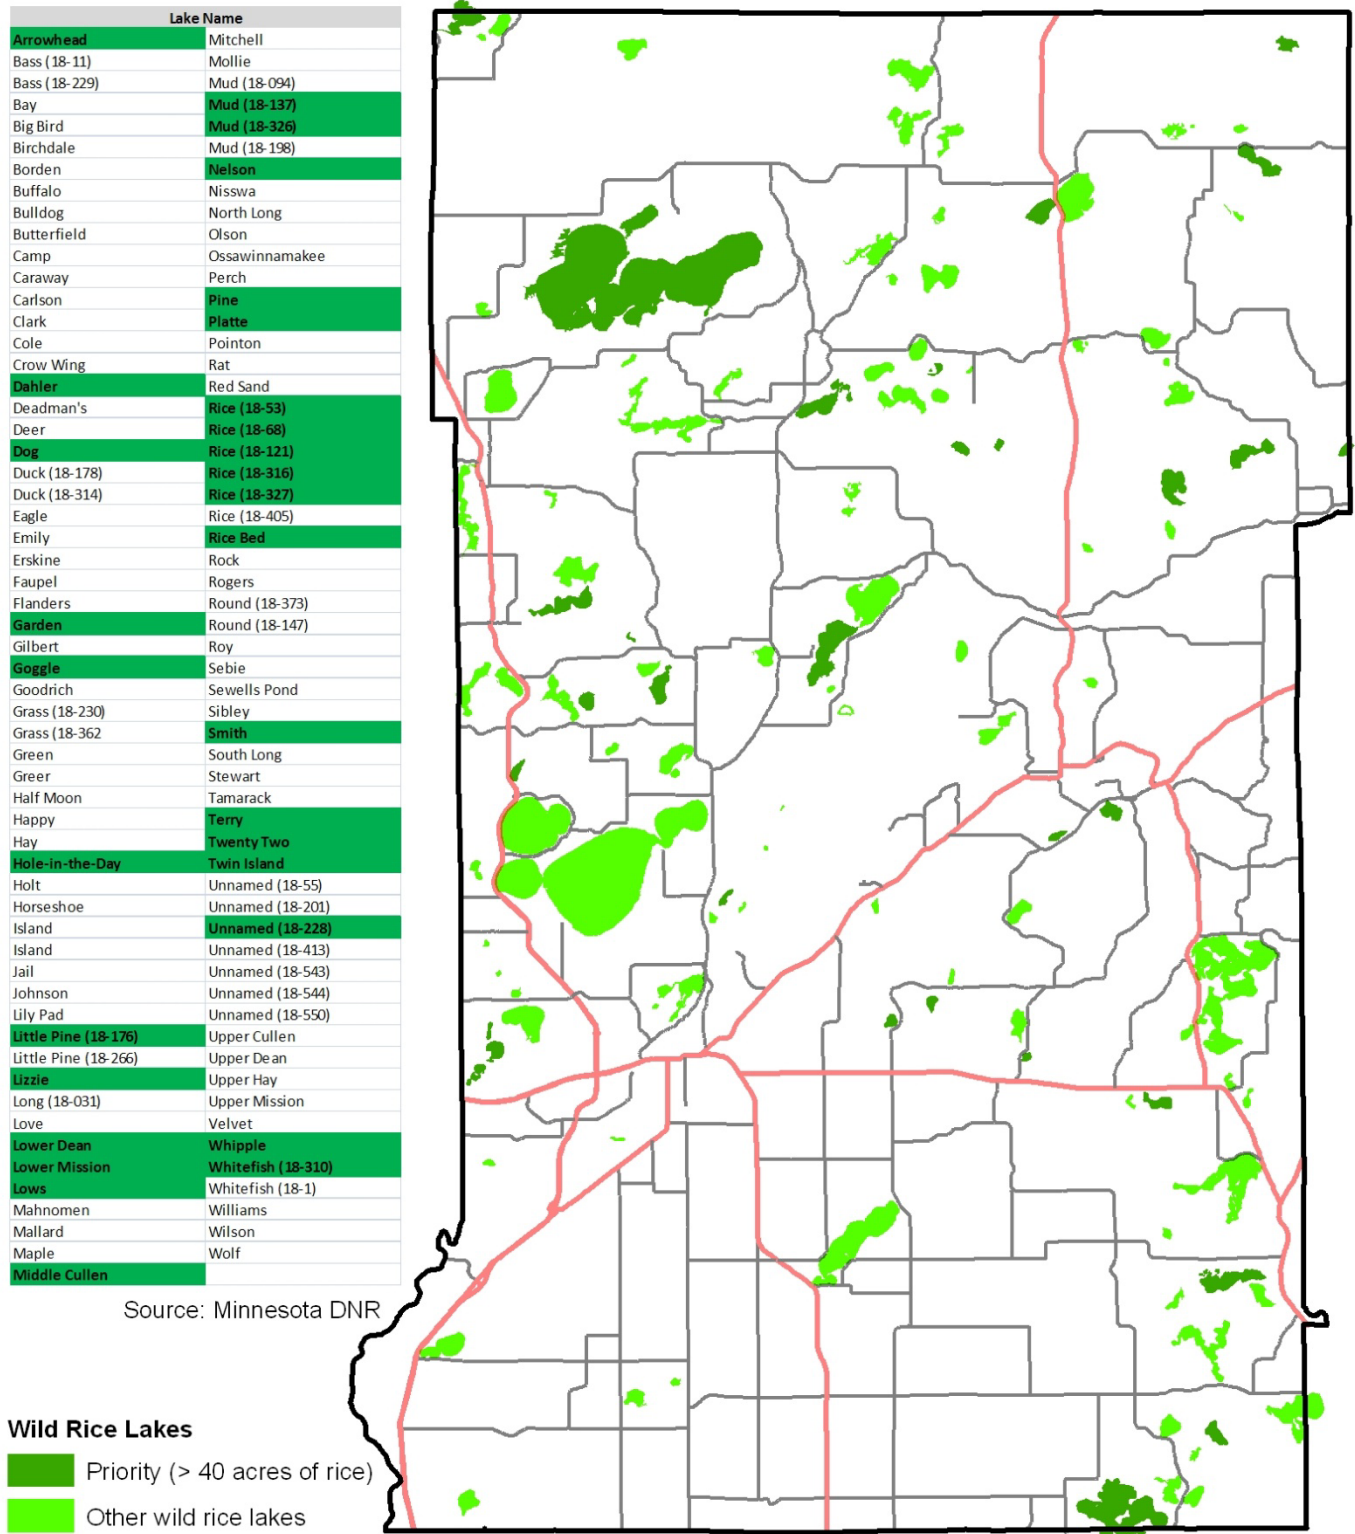 Lake Name
Arrowhead Mitchell
Bass (18-11) Mollie
Bass (18-229) Mud (18-094)
Bay Mud (18-137)
Big Bird Mud (18-326)
Birchdale Mud (18-198)
Borden Nelson
Buffalo Nisswa
Bulldog North Long
Butterfield Olson
Camp Ossawinnamakee
Caraway Perch
Carlson Pine
Clark Platte
Cole Pointon
Crow Wing Rat
Dahler Red Sand
Deadman's Rice (18-53)
Deer Rice (18-68)
Dog Rice (18-121)
Duck (18-178) Rice (18-316)
Duck (18-314) Rice (18-327)
Eagle Rice (18-405)
Emily Rice Bed
Erskine Rock
Faupel Rogers
Flanders Round (18-373)
Garden Round (18-147)
Gilbert Roy
Goggle Sebie
Goodrich Sewells Pond
Grass (18-230) Sibley
Grass (18-362 Smith
Green South Long
Greer Stewart
Half Moon Tamarack
Happy Terry
Hay Twenty Two
Hole-in-the-Day Twin Island
Holt Unnamed (18-55)
Horseshoe Unnamed (18-201)
Island Unnamed (18-228)
Island Unnamed (18-413)
Jail Unnamed (18-543)
Johnson Unnamed (18-544)
Lily Pad Unnamed (18-550)
Little Pine (18-176) Upper Cullen
Little Pine (18-266) Upper Dean
Lizzie Upper Hay
Long (18-031) Upper Mission
Love Velvet
Lower Dean Whipple
Lower Mission Whitefish (18-310)
Lows Whitefish (18-1)
Mahnomen Williams
Mallard Wilson
Maple Wolf
Middle Cullen
Source: Minnesota DNR
Wild Rice Lakes
Priority (> 40 acres of rice)
Other wild rice lakes